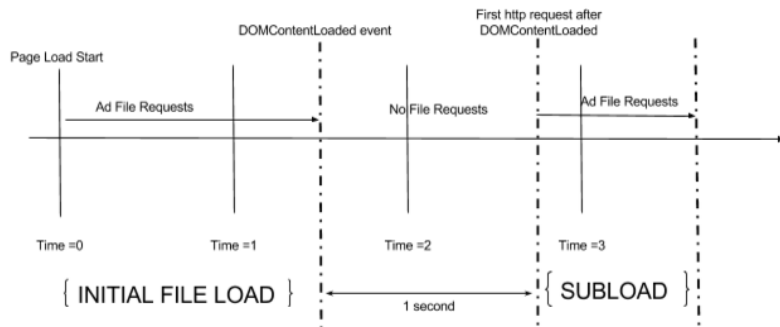 First http request after
DOMContentLoaded event
DOMContentLoaded
Page Load Start
Ad File Requests
No File Requests
Ad File Requests
Time =0
Time =1
Time =2
Time =3
{ INITIAL FILE LOAD }
{ SUBLOAD }
1 second